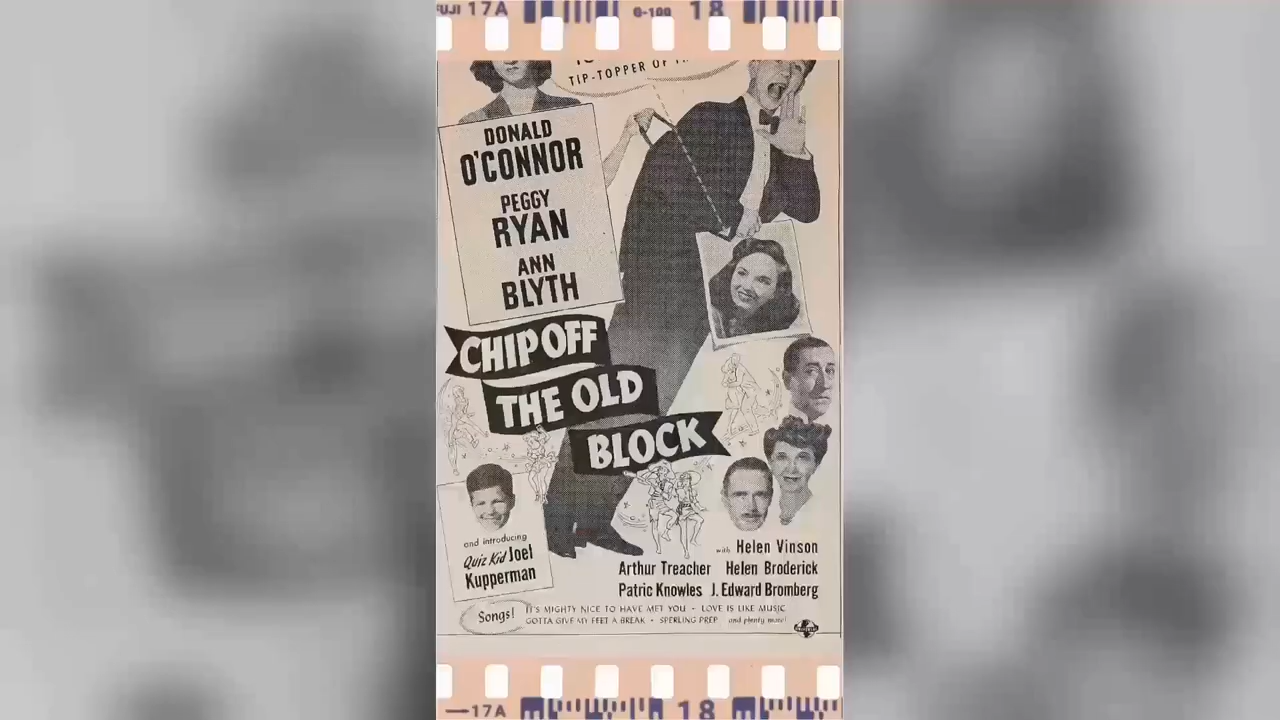 FUJI 17A G-100 18
TIP-TOPPER OF
DONALD
O'CONNOR
PEGGY
RYAN
ANN
BLYTH
CHIP OFF
THE OLD
BLOCK
and introducing
Quiz Kid Joel
Kupperman
with Helen Vinson
Arthur Treacher Helen Broderick
Patric Knowles J. Edward Bromberg
Songs! IT'S MIGHTY NICE TO HAVE MET YOU - LOVE IS LIKE MUSIC
GOTTA GIVE MY FEET A BREAK - SPERLING PREP and plenty more!
17A 18